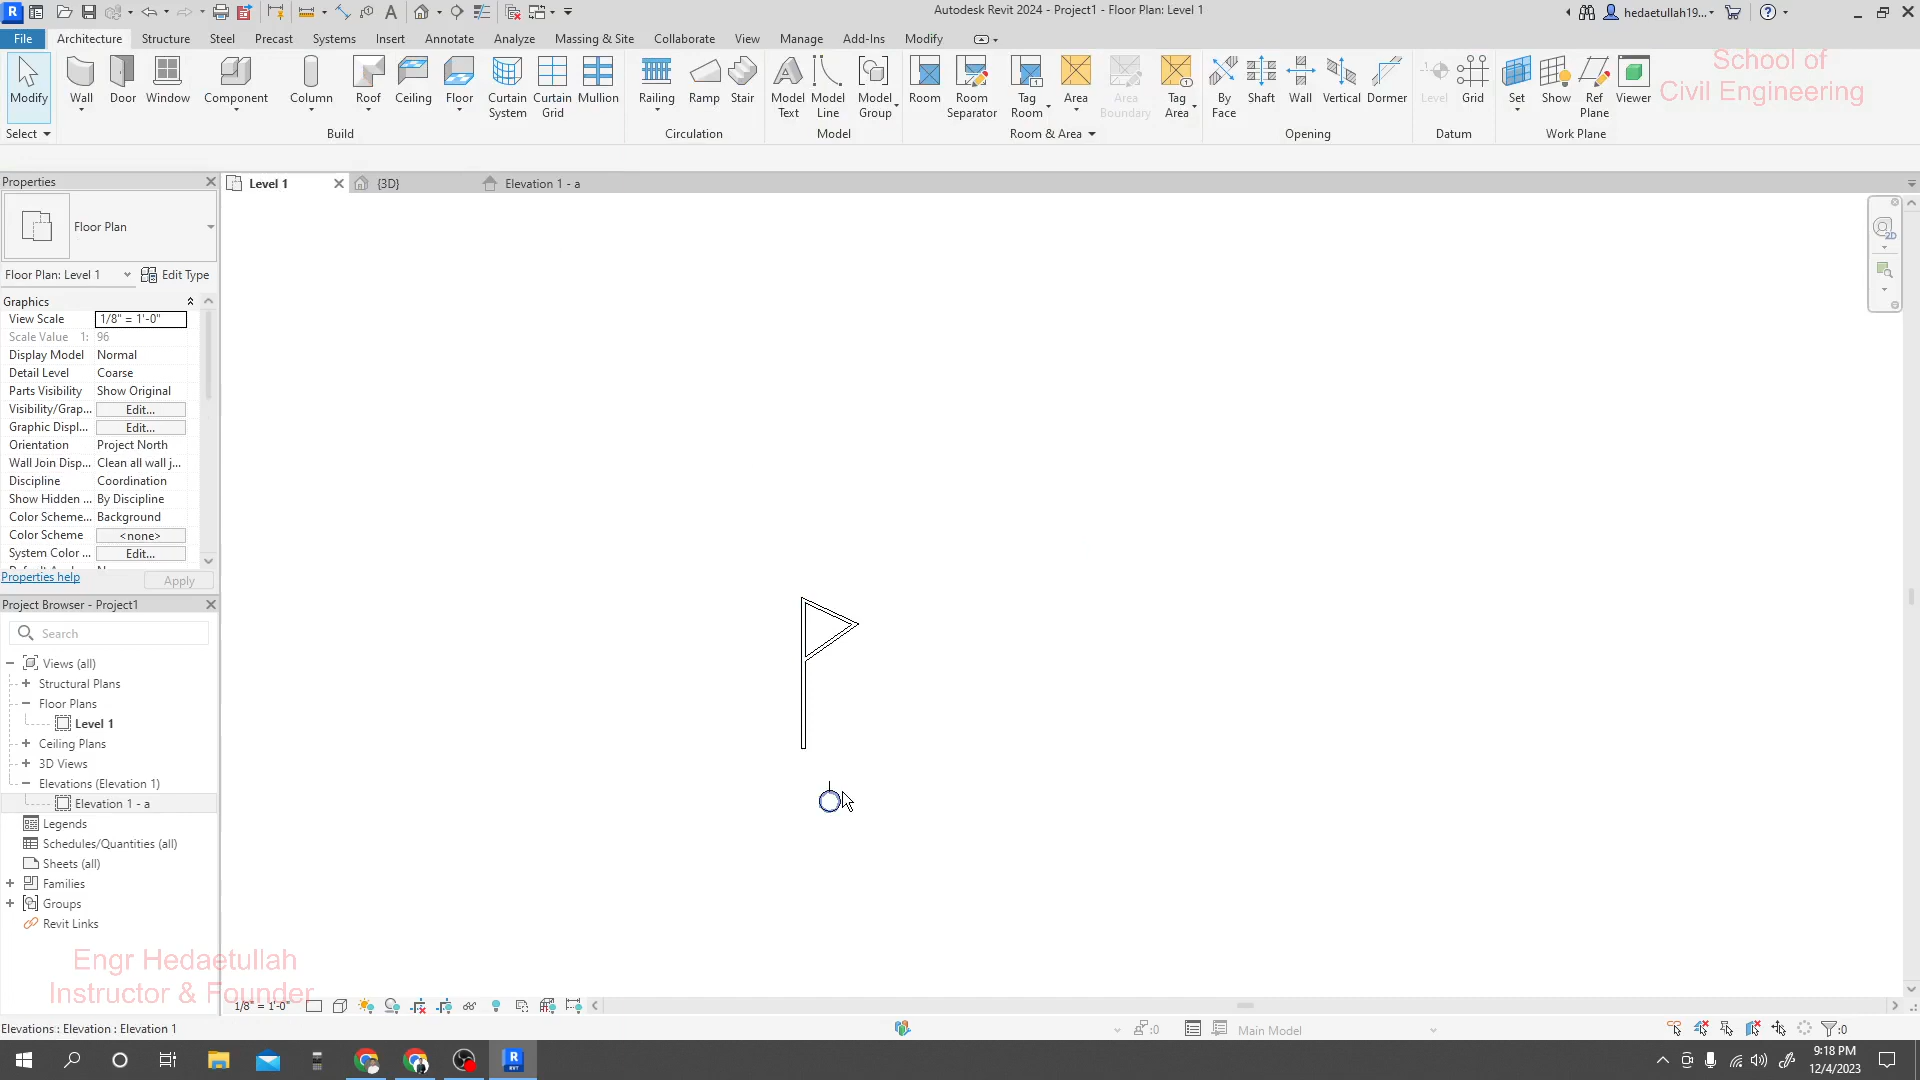 Autodesk Revit 2024 - Project1 - Floor Plan: Level 1
hedaetullah19...
File Architecture Structure Steel Precast Systems Insert Annotate Analyze Massing & Site Collaborate View Manage Add-Ins Modify
School of
Civil Engineering
Modify Wall Door Window Component Column Roof Ceiling Floor Curtain System Curtain Grid Mullion Railing Ramp Stair Model Text Model Line Model Group Room Room Separator Tag Room Area Area Boundary Tag Area By Face Shaft Wall Vertical Dormer Level Grid Set Show Ref Plane Viewer
Select Build Circulation Model Room & Area Opening Datum Work Plane
Properties
Level 1 {3D} Elevation 1 - a
Floor Plan
Floor Plan: Level 1 Edit Type
Graphics
View Scale 1/8" = 1'-0"
Scale Value 1: 96
Display Model Normal
Detail Level Coarse
Parts Visibility Show Original
Visibility/Grap... Edit...
Graphic Displ... Edit...
Orientation Project North
Wall Join Disp... Clean all wall j...
Discipline Coordination
Show Hidden ... By Discipline
Color Scheme... Background
Color Scheme <none>
System Color ... Edit...
Properties help Apply
Project Browser - Project1
Search
Views (all)
Structural Plans
Floor Plans
Level 1
Ceiling Plans
3D Views
Elevations (Elevation 1)
Elevation 1 - a
Legends
Schedules/Quantities (all)
Sheets (all)
Families
Groups
Revit Links
Engr Hedaetullah
Instructor & Founder
1/8" = 1'-0"
Elevations : Elevation : Elevation 1
:0
Main Model
:0
9:18 PM
12/4/2023